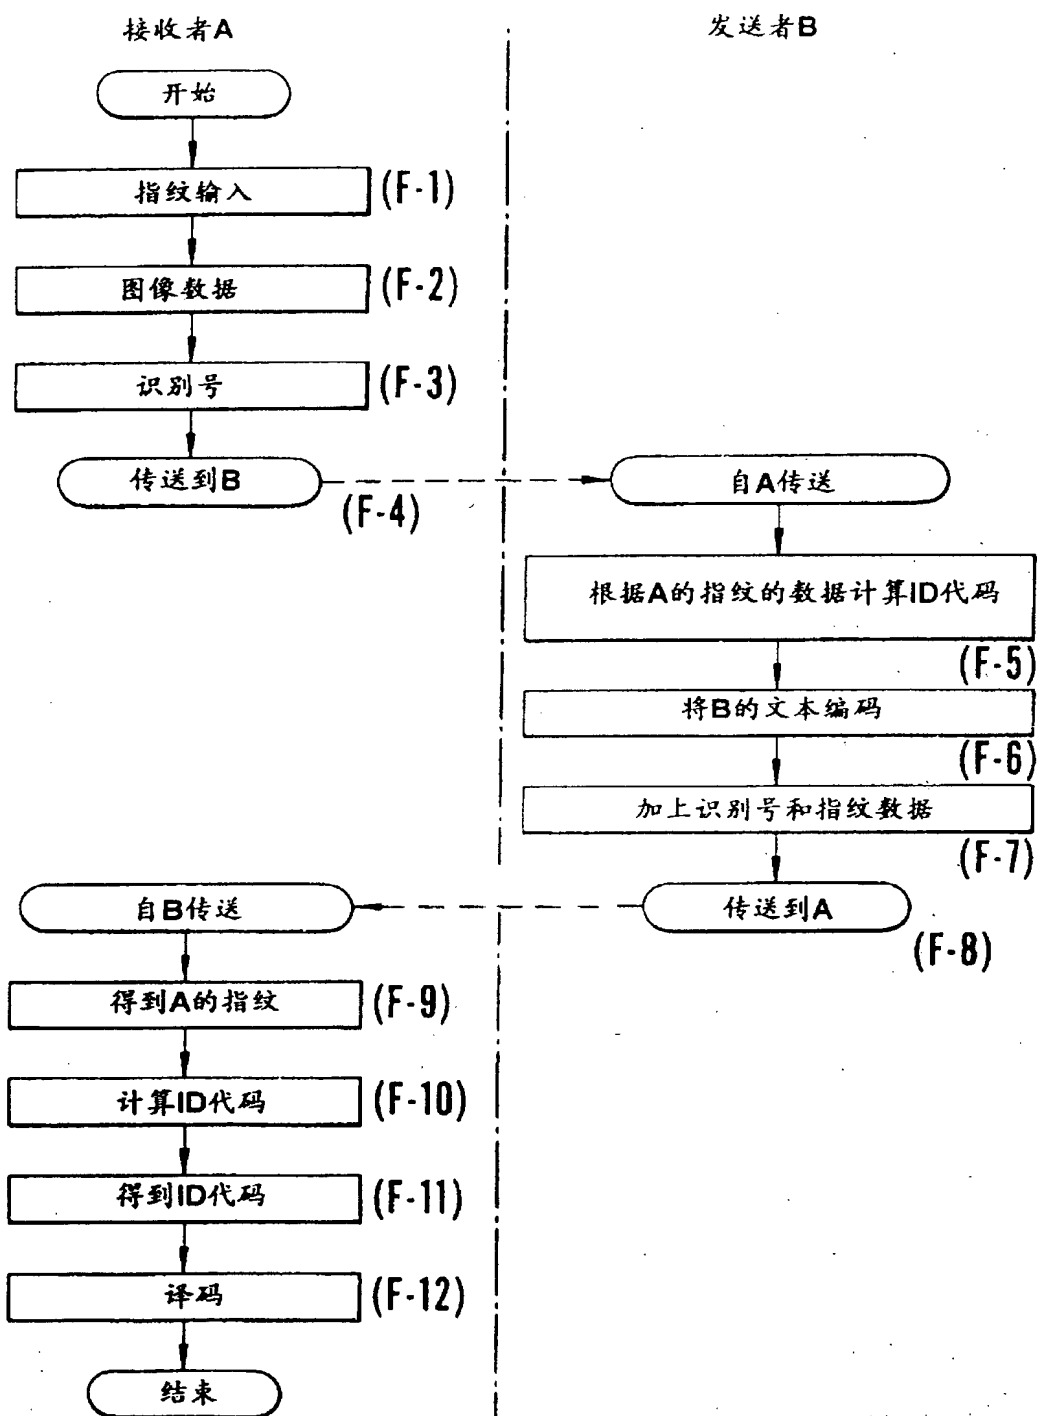 接收者A
发送者B
开始
指纹输入 (F-1)
图像数据 (F-2)
识别号 (F-3)
传送到B
(F-4)
自A传送
根据A的指纹的数据计算ID代码
(F-5)
将B的文本编码
(F-6)
加上识别号和指纹数据
(F-7)
传送到A
(F-8)
自B传送
得到A的指纹 (F-9)
计算ID代码 (F-10)
得到ID代码 (F-11)
译码 (F-12)
结束